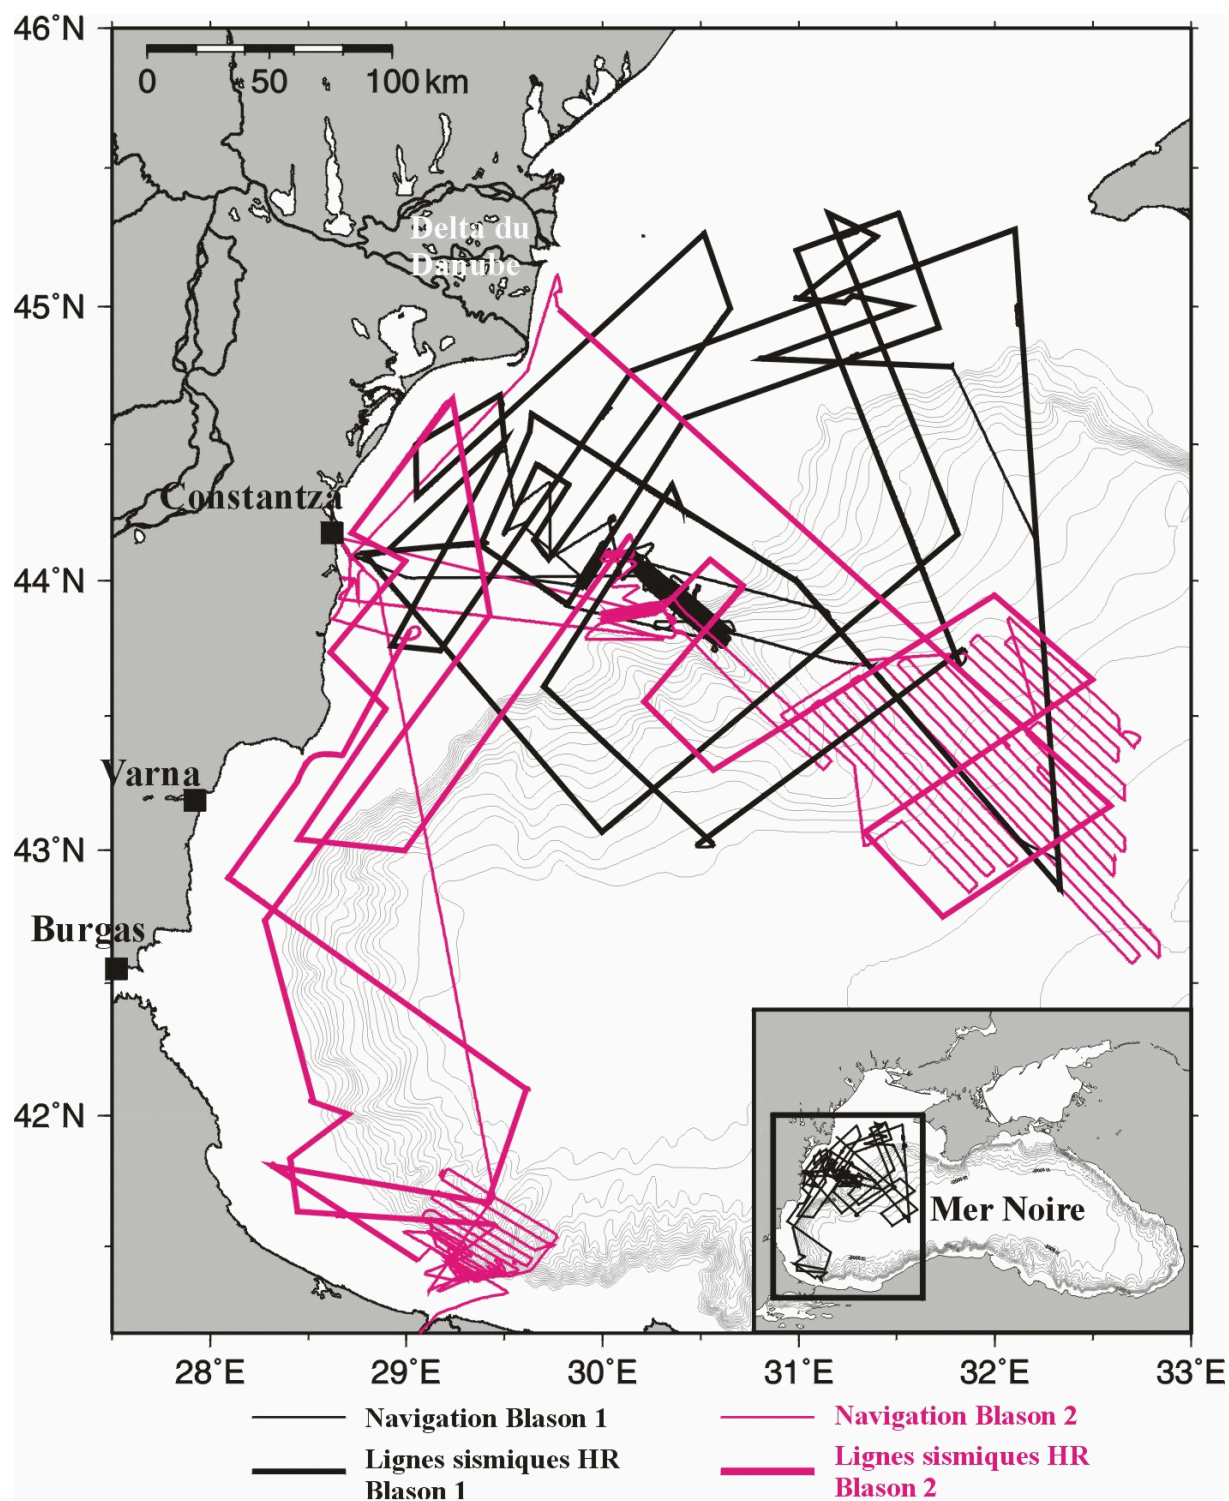 46°N
0 50 100 km
Delta du
Danube
45°N
Constantza
44°N
Varna
43°N
Burgas
42°N
Mer Noire
28°E 29°E 30°E 31°E 32°E 33°E
Navigation Blason 1
Lignes sismiques HR
Blason 1
Navigation Blason 2
Lignes sismiques HR
Blason 2